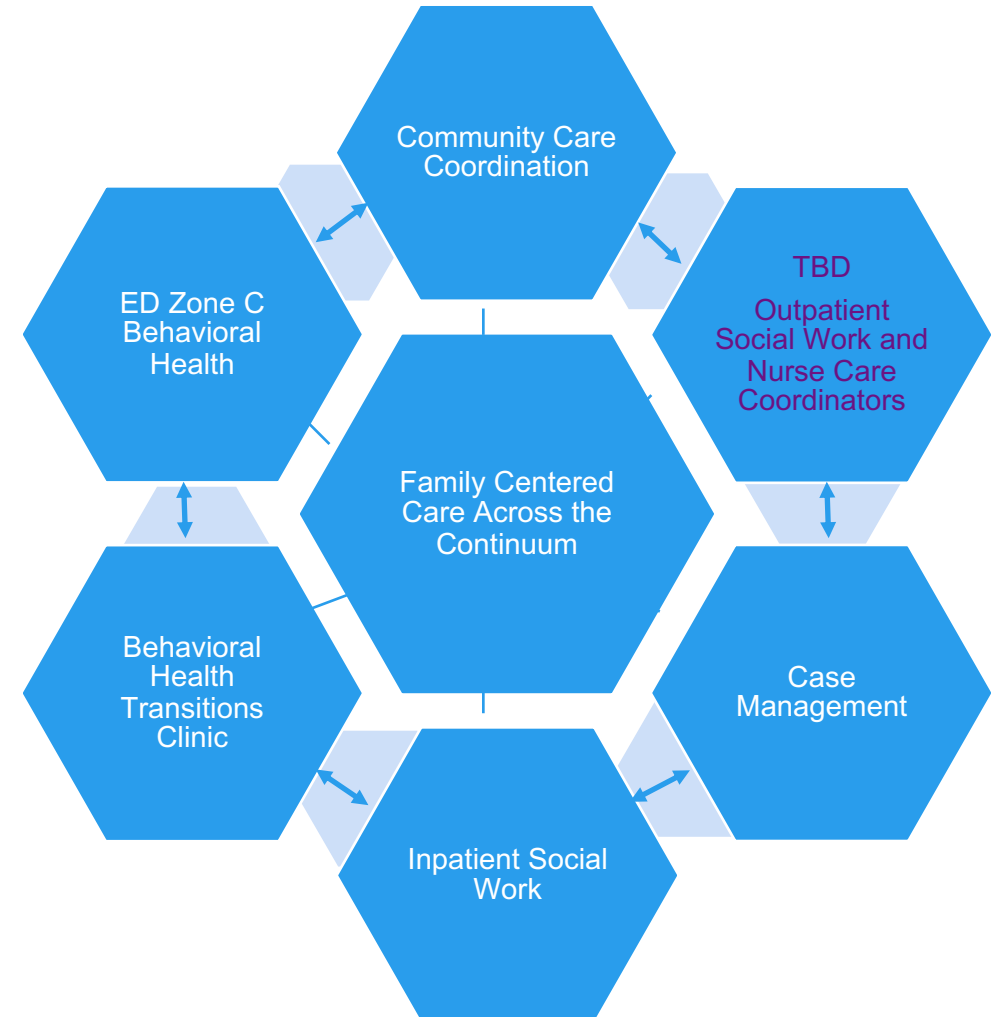 Community Care
Coordination
ED Zone C
Behavioral
Health
TBD
Outpatient
Social Work and
Nurse Care
Coordinators
Family Centered
Care Across the
Continuum
Behavioral
Health
Transitions
Clinic
Case
Management
Inpatient Social
Work